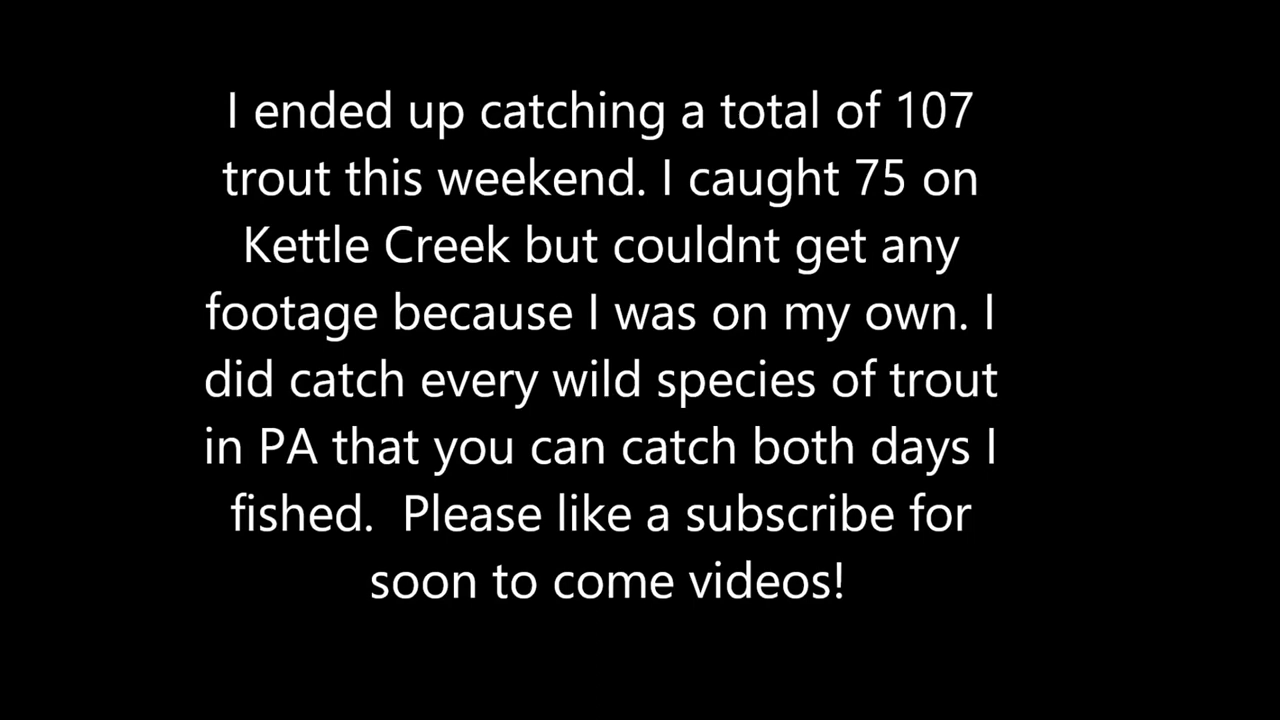 I ended up catching a total of 107
trout this weekend. I caught 75 on
Kettle Creek but couldnt get any
footage because I was on my own. I
did catch every wild species of trout
in PA that you can catch both days I
fished.  Please like a subscribe for
soon to come videos!